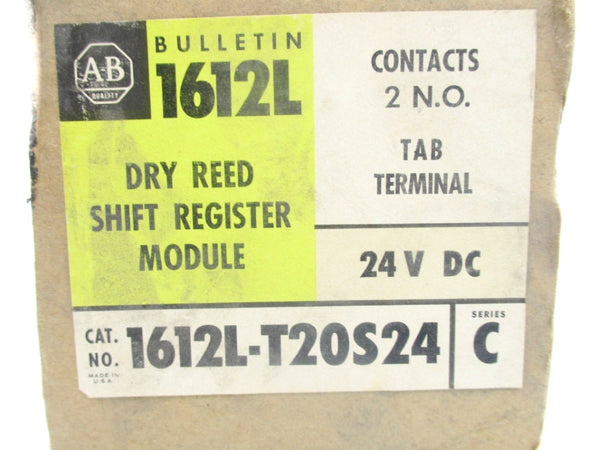 A-B
QUALITY
BULLETIN
1612L
DRY REED
SHIFT REGISTER
MODULE
CONTACTS
2 N.O.
TAB
TERMINAL
24 V DC
CAT.
NO.
1612L-T20S24
MADE IN
U.S.A.
SERIES
C